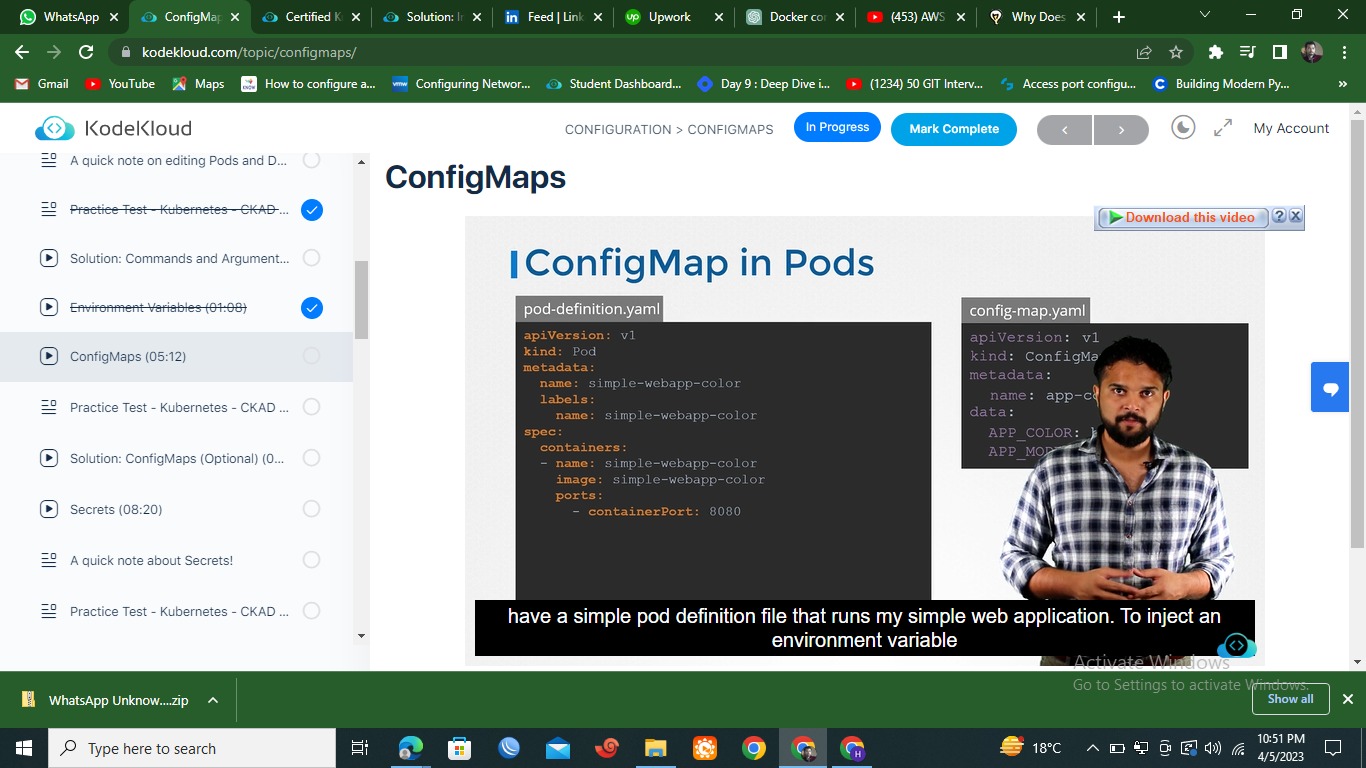 WhatsApp
ConfigMap
Certified K
Solution: I
Feed | Link
Upwork
Docker co
(453) AWS
Why Does
kodekloud.com/topic/configmaps/
Gmail
YouTube
Maps
How to configure a...
Configuring Networ...
Student Dashboard...
Day 9 : Deep Dive i...
(1234) 50 GIT Interv...
Access port configu...
Building Modern Py...
»
KodeKloud
CONFIGURATION > CONFIGMAPS
In Progress
Mark Complete
My Account
A quick note on editing Pods and D...
Practice Test - Kubernetes - CKAD ...
Solution: Commands and Argument...
Environment Variables (01:08)
ConfigMaps (05:12)
Practice Test - Kubernetes - CKAD ...
Solution: ConfigMaps (Optional) (0...
Secrets (08:20)
A quick note about Secrets!
Practice Test - Kubernetes - CKAD ...
ConfigMaps
Download this video
? X
ConfigMap in Pods
pod-definition.yaml
apiVersion: v1
kind: Pod
metadata:
name: simple-webapp-color
labels:
name: simple-webapp-color
spec:
containers:
- name: simple-webapp-color
image: simple-webapp-color
ports:
- containerPort: 8080
config-map.yaml
apiVersion: v1
kind: ConfigMa
metadata:
name: app-co
data:
APP_COLOR:
APP_MOD
have a simple pod definition file that runs my simple web application. To inject an
environment variable
Activate Windows
Go to Settings to activate Windows.
WhatsApp Unknow....zip
Show all
Type here to search
18°C
10:51 PM
4/5/2023